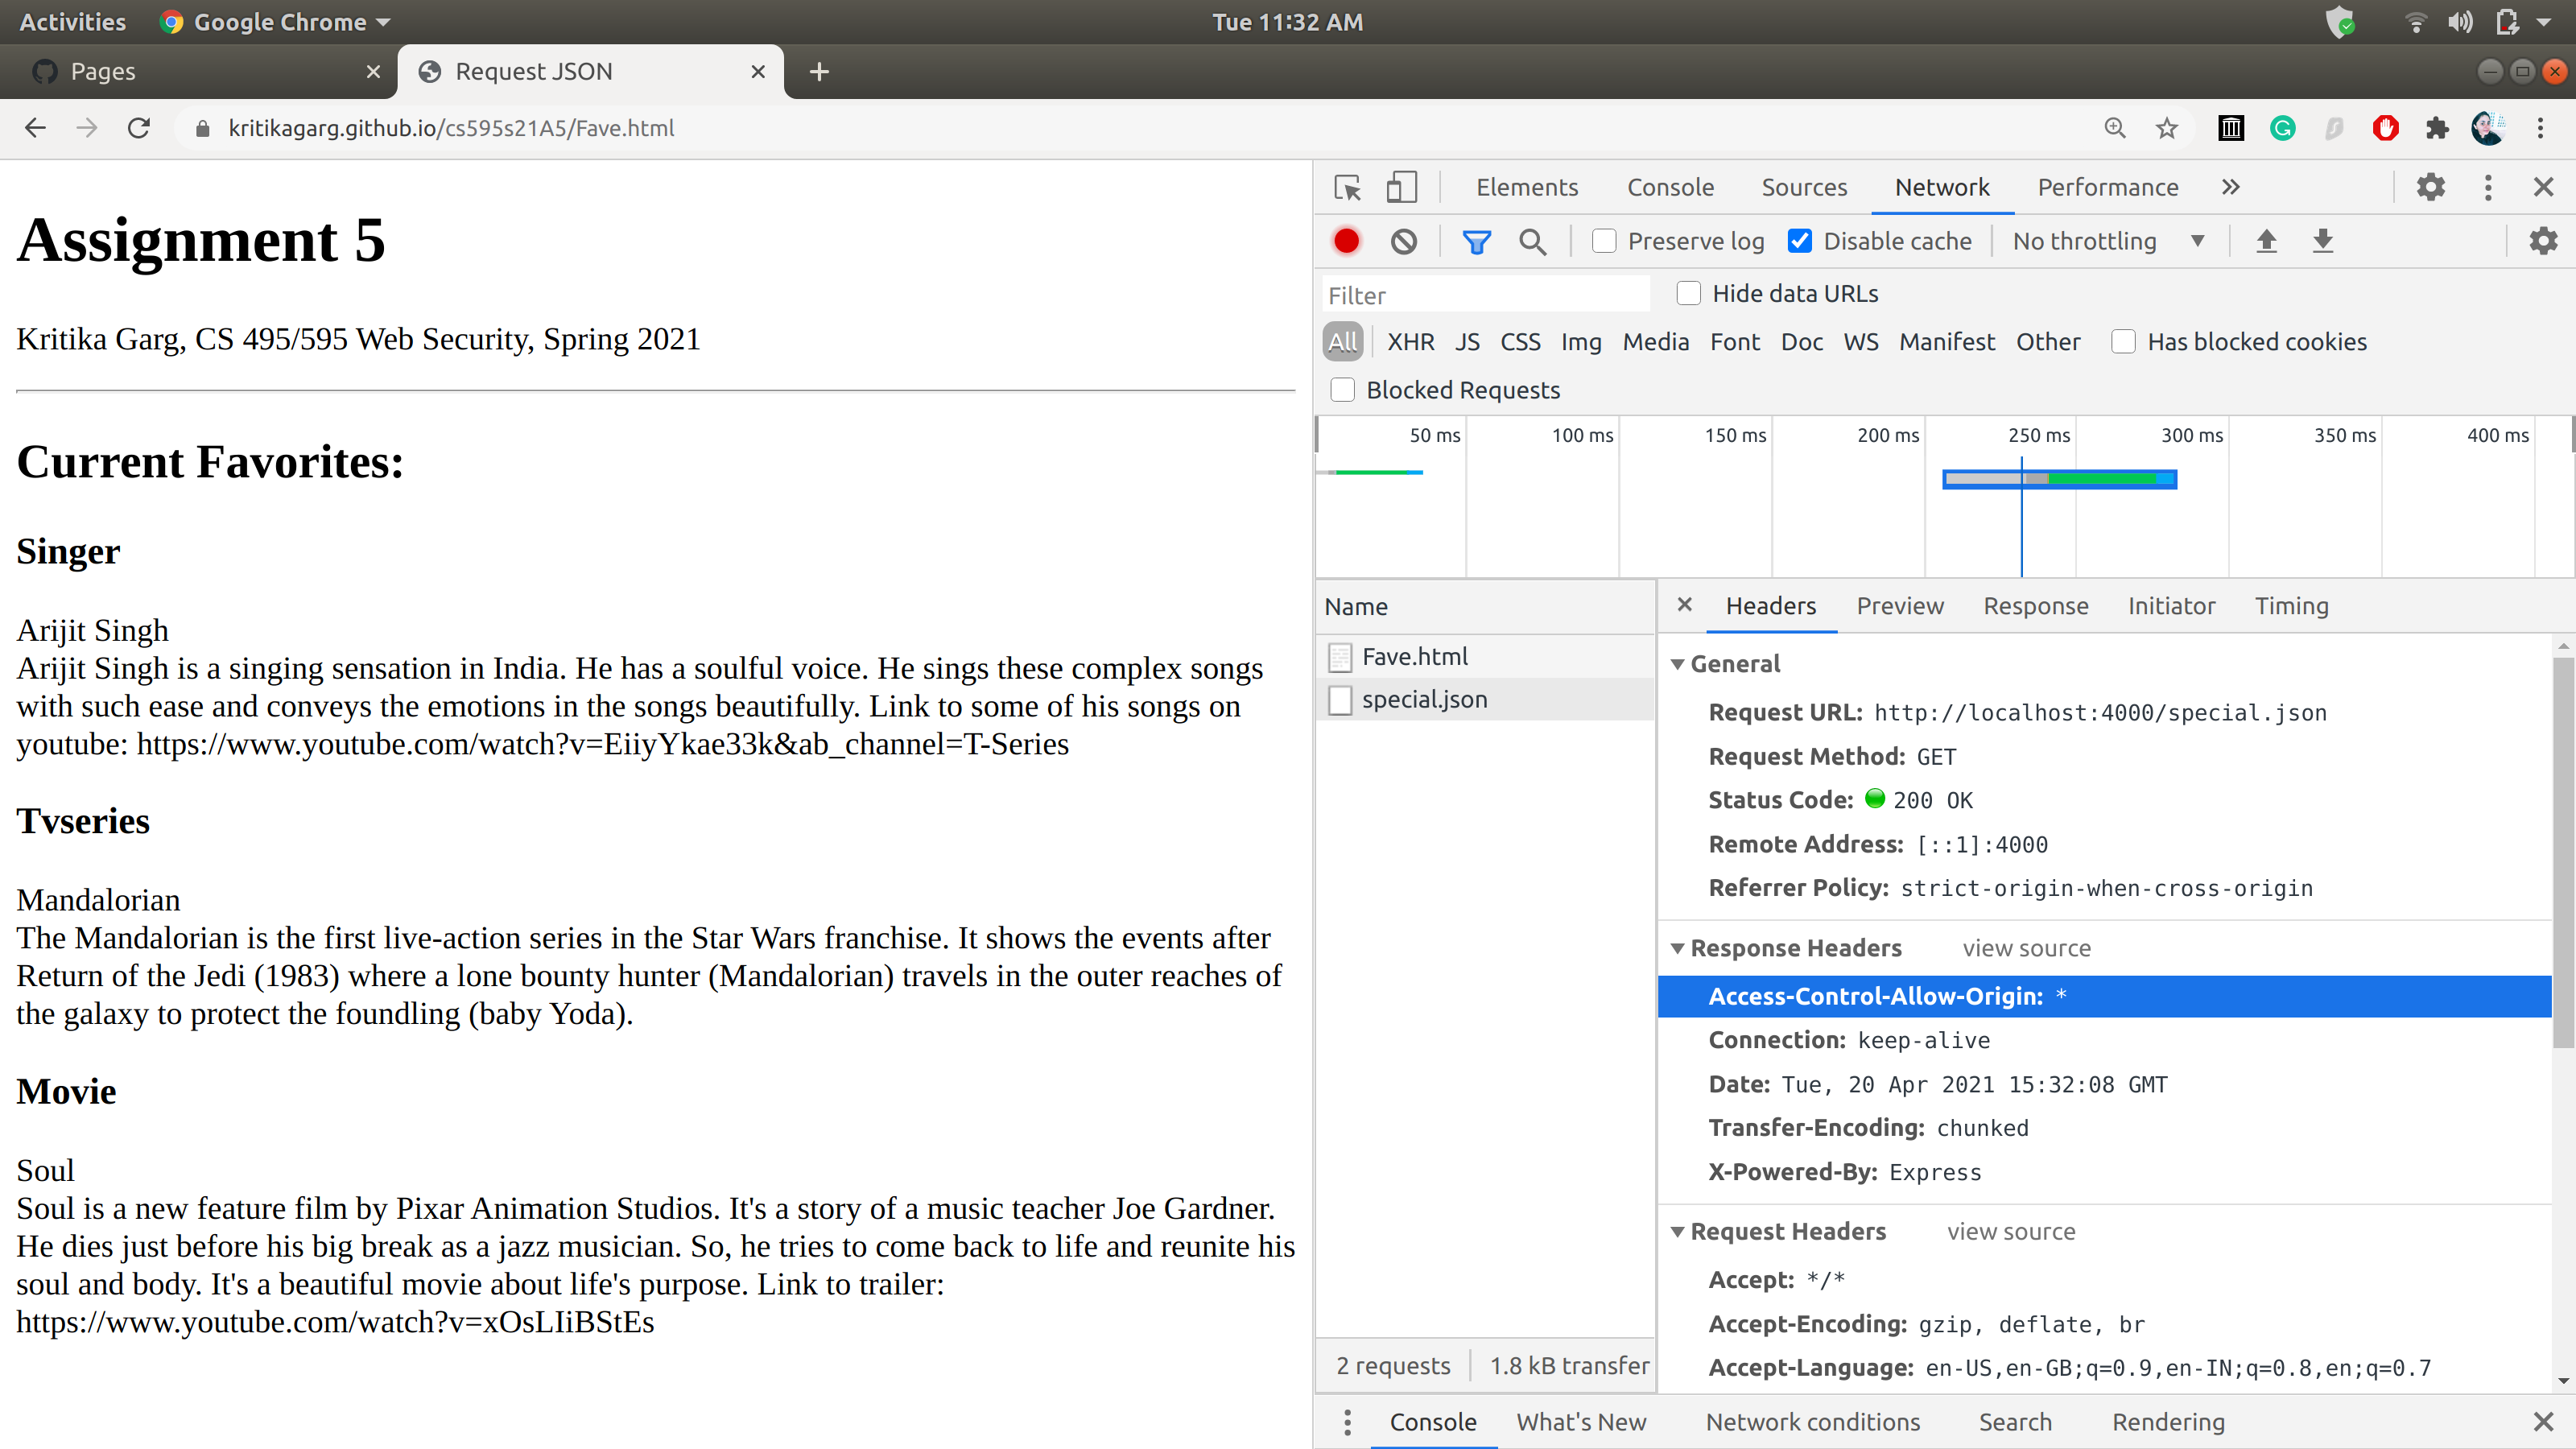 Activities Google Chrome Tue 11:32 AM
Pages Request JSON
kritikagarg.github.io/cs595s21A5/Fave.html
Assignment 5
Kritika Garg, CS 495/595 Web Security, Spring 2021
Current Favorites:
Singer
Arijit Singh
Arijit Singh is a singing sensation in India. He has a soulful voice. He sings these complex songs
with such ease and conveys the emotions in the songs beautifully. Link to some of his songs on
youtube: https://www.youtube.com/watch?v=EiiyYkae33k&ab_channel=T-Series
Tvseries
Mandalorian
The Mandalorian is the first live-action series in the Star Wars franchise. It shows the events after
Return of the Jedi (1983) where a lone bounty hunter (Mandalorian) travels in the outer reaches of
the galaxy to protect the foundling (baby Yoda).
Movie
Soul
Soul is a new feature film by Pixar Animation Studios. It's a story of a music teacher Joe Gardner.
He dies just before his big break as a jazz musician. So, he tries to come back to life and reunite his
soul and body. It's a beautiful movie about life's purpose. Link to trailer:
https://www.youtube.com/watch?v=xOsLIiBStEs
Elements Console Sources Network Performance
Preserve log Disable cache No throttling
Filter Hide data URLs
All XHR JS CSS Img Media Font Doc WS Manifest Other Has blocked cookies
Blocked Requests
50 ms 100 ms 150 ms 200 ms 250 ms 300 ms 350 ms 400 ms
Name
Fave.html
special.json
2 requests 1.8 kB transfer
Headers Preview Response Initiator Timing
General
Request URL: http://localhost:4000/special.json
Request Method: GET
Status Code: 200 OK
Remote Address: [::1]:4000
Referrer Policy: strict-origin-when-cross-origin
Response Headers view source
Access-Control-Allow-Origin: *
Connection: keep-alive
Date: Tue, 20 Apr 2021 15:32:08 GMT
Transfer-Encoding: chunked
X-Powered-By: Express
Request Headers view source
Accept: */*
Accept-Encoding: gzip, deflate, br
Accept-Language: en-US,en-GB;q=0.9,en-IN;q=0.8,en;q=0.7
Console What's New Network conditions Search Rendering